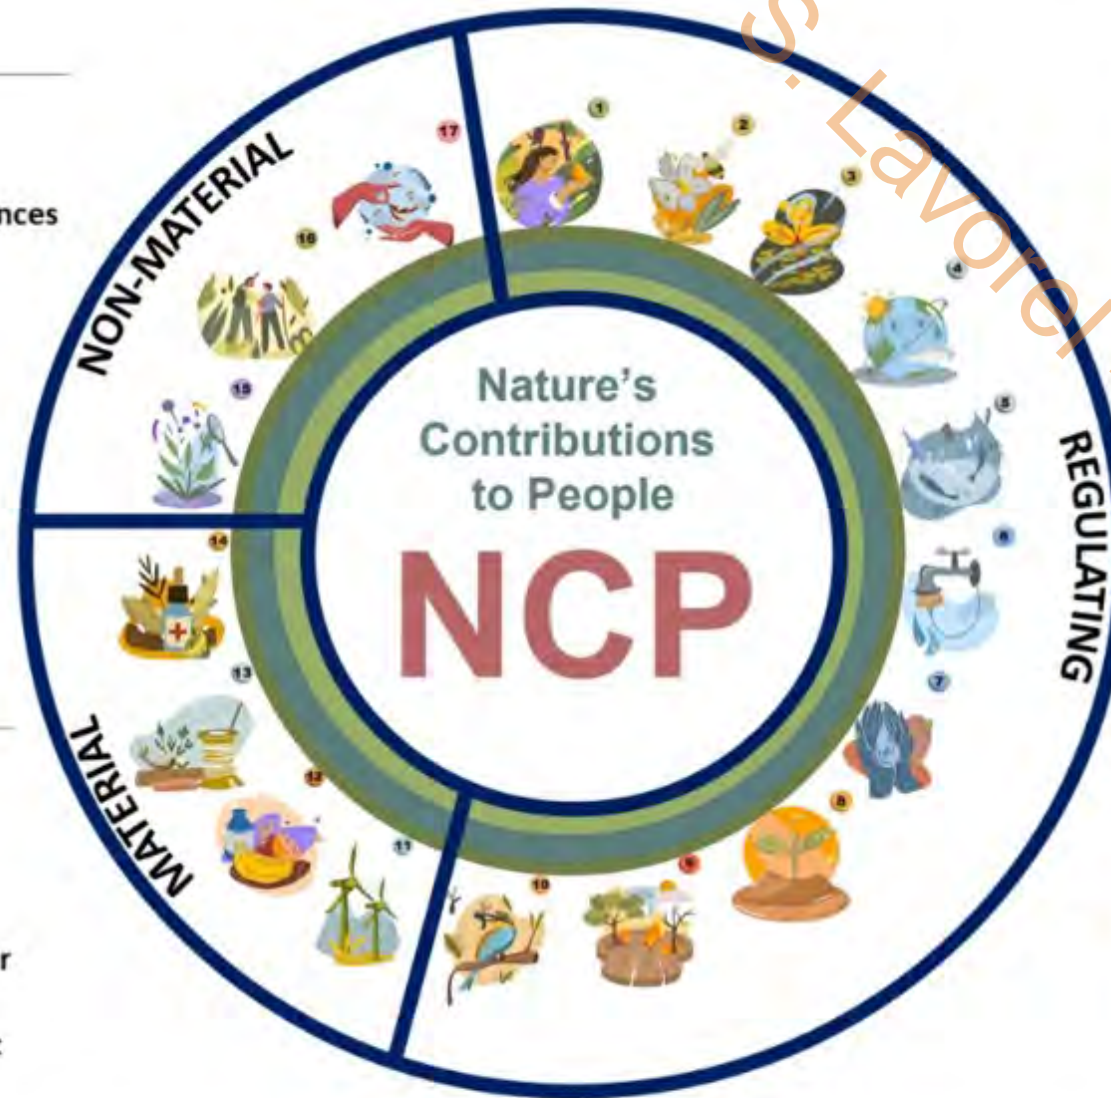 S. Lavorel
nces
NON-MATERIAL
17
1
2
3
16
4
15
5
REGULATING
6
Nature's
Contributions
to People
NCP
14
13
7
MATERIAL
12
8
11
9
10
r
t